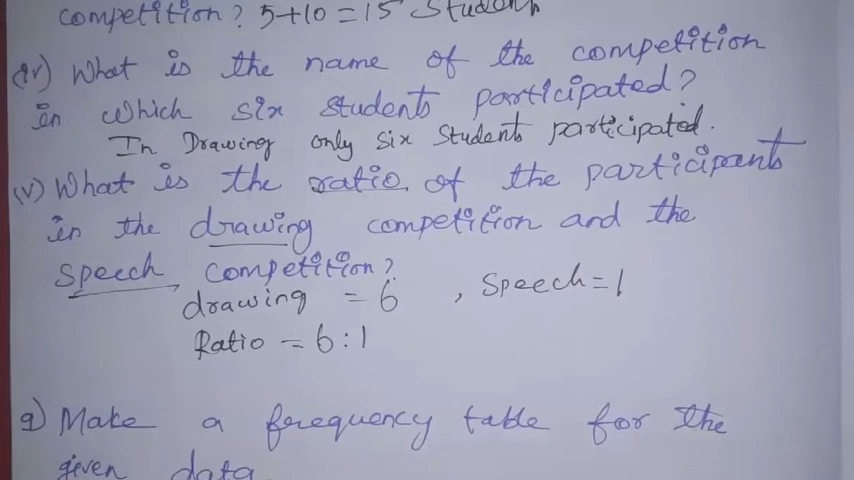 competition? 5+10=15 Student
(iv) What is the name of the competition
in which six students participated?
In Drawing only six students participated.
(v) What is the ratio of the participants
in the drawing competition and the
speech competition?
drawing = 6 , Speech = 1
Ratio = 6:1
9) Make a frequency table for the
given data.